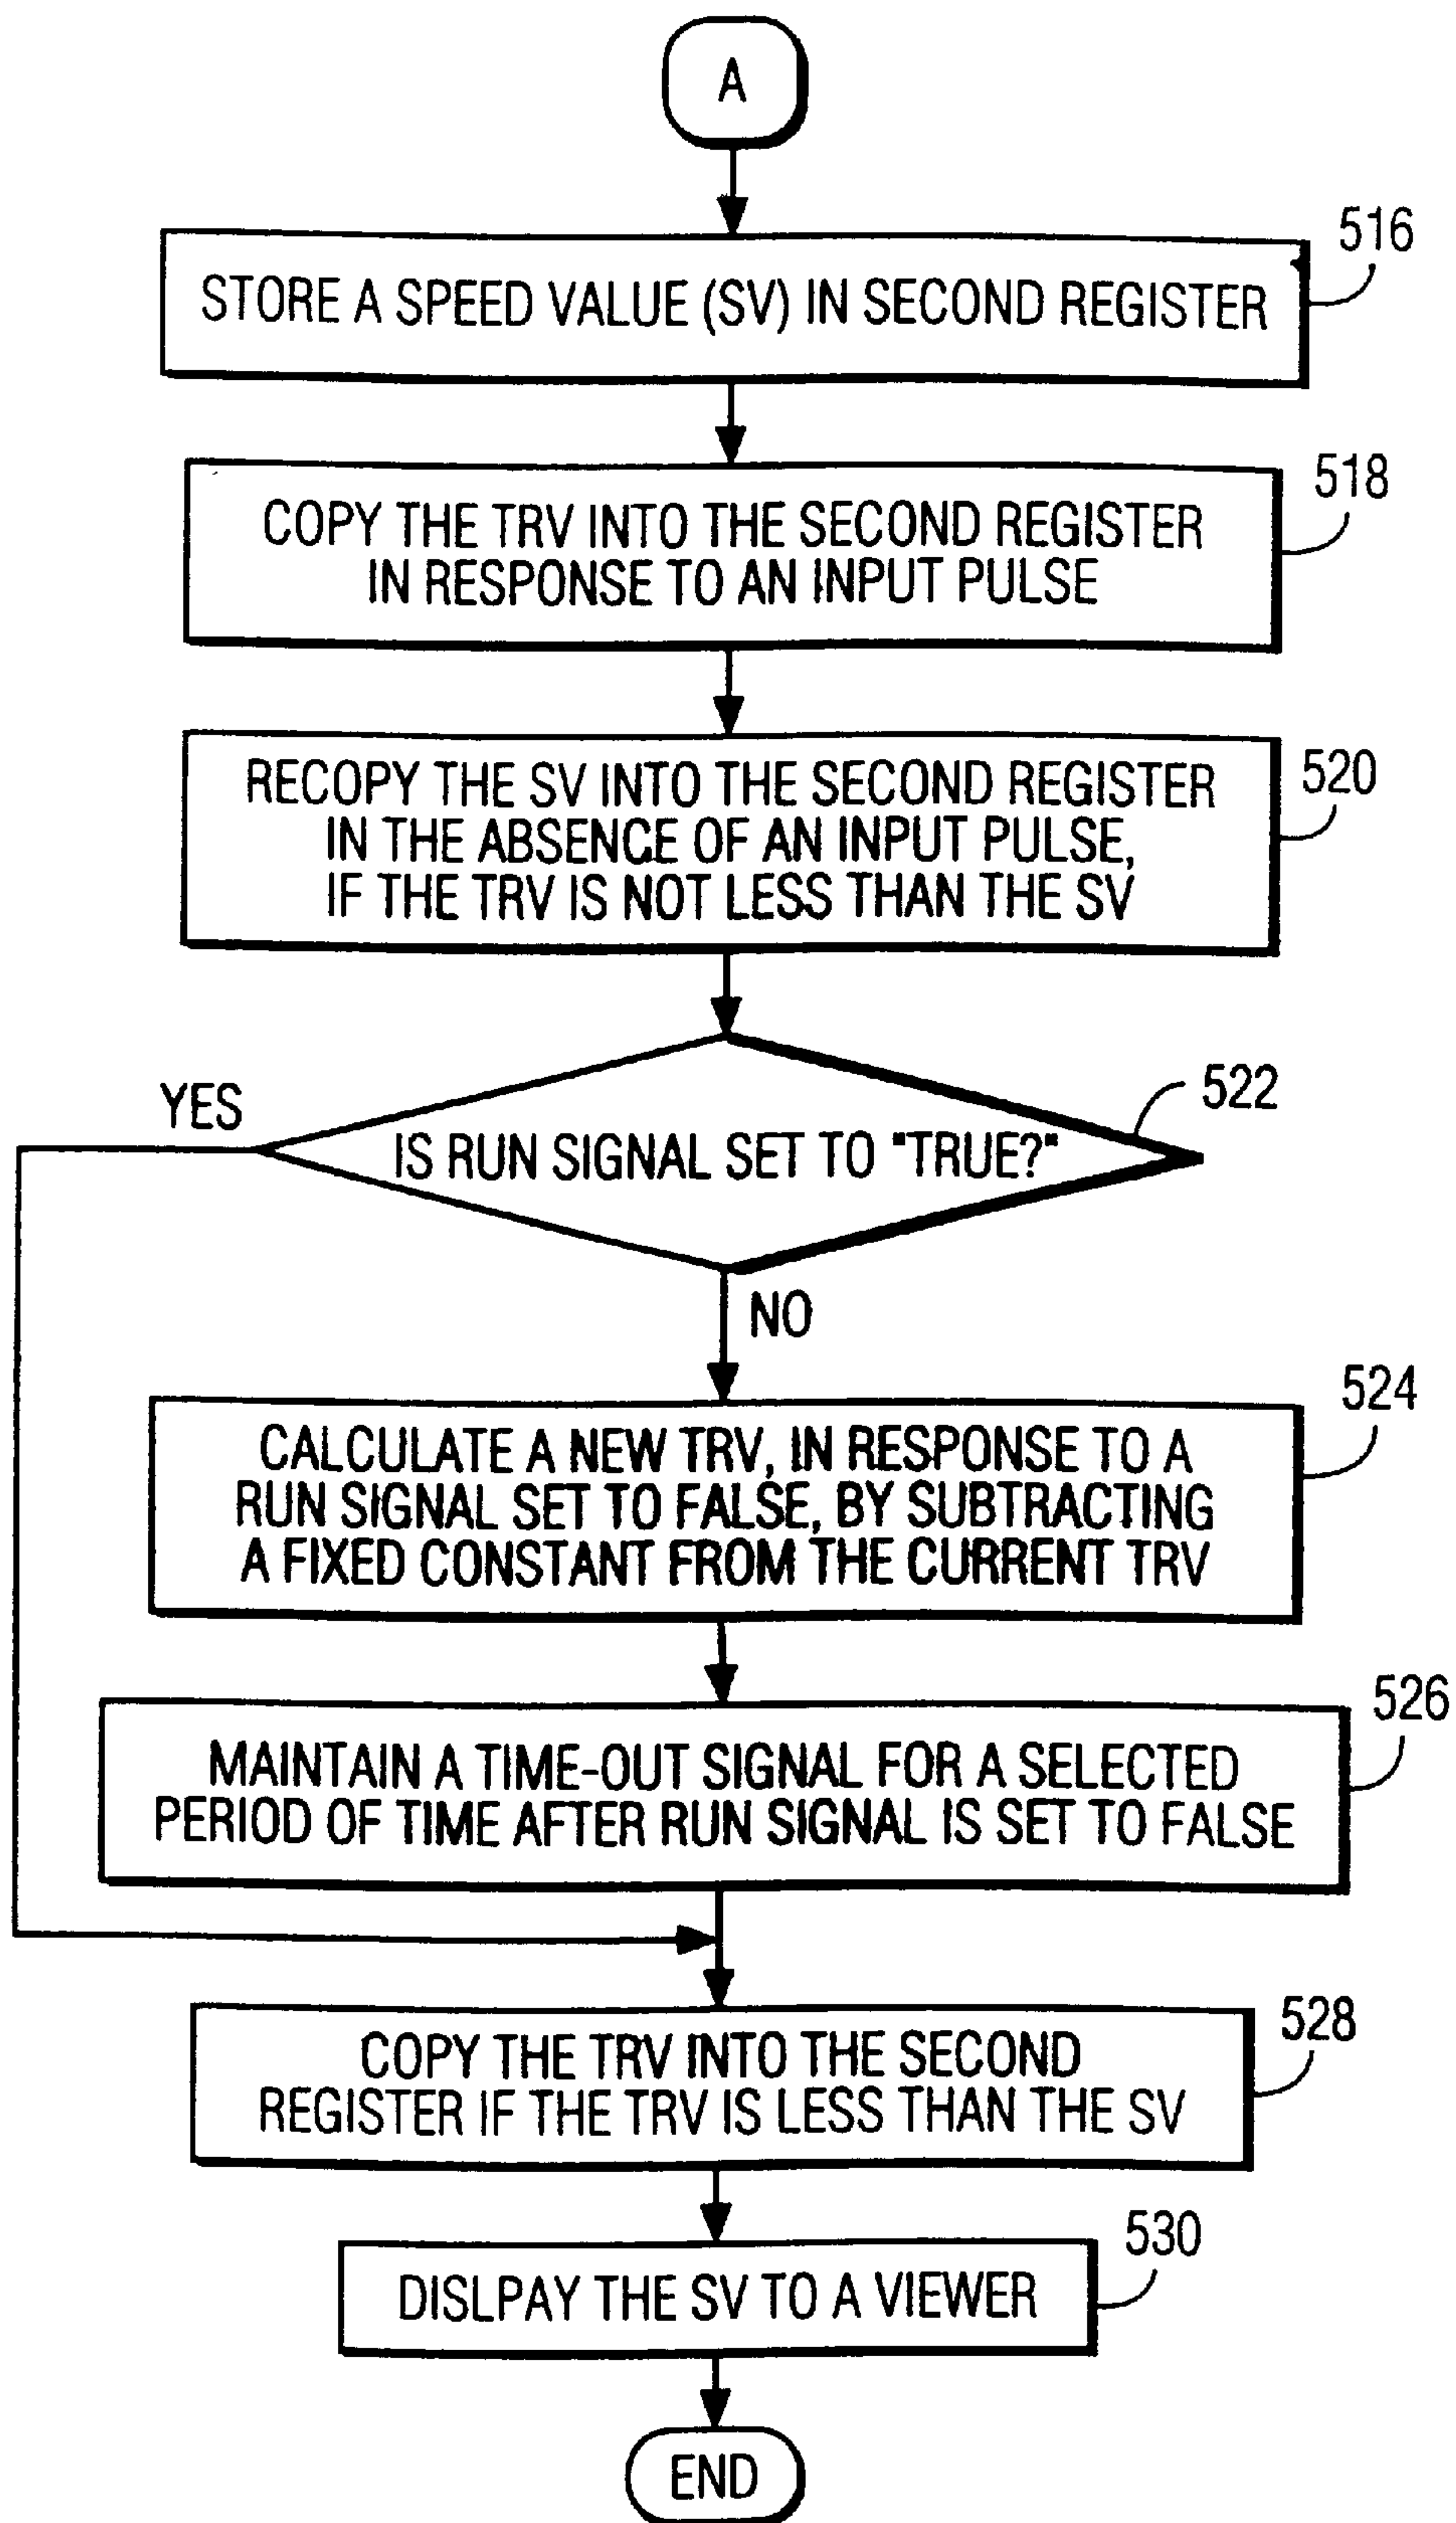 A
516
STORE A SPEED VALUE (SV) IN SECOND REGISTER
518
COPY THE TRV INTO THE SECOND REGISTER
IN RESPONSE TO AN INPUT PULSE
520
RECOPY THE SV INTO THE SECOND REGISTER
IN THE ABSENCE OF AN INPUT PULSE,
IF THE TRV IS NOT LESS THAN THE SV
YES
522
IS RUN SIGNAL SET TO "TRUE?"
NO
524
CALCULATE A NEW TRV, IN RESPONSE TO A
RUN SIGNAL SET TO FALSE, BY SUBTRACTING
A FIXED CONSTANT FROM THE CURRENT TRV
526
MAINTAIN A TIME-OUT SIGNAL FOR A SELECTED
PERIOD OF TIME AFTER RUN SIGNAL IS SET TO FALSE
528
COPY THE TRV INTO THE SECOND
REGISTER IF THE TRV IS LESS THAN THE SV
530
DISLPAY THE SV TO A VIEWER
END